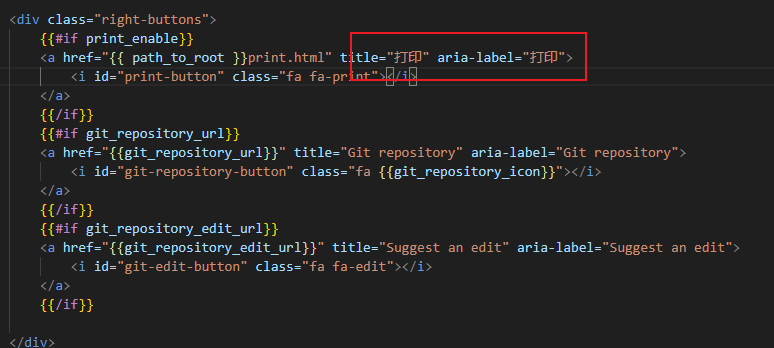 <div class="right-buttons">
{{#if print_enable}}
<a href="{{ path_to_root }}print.html" title="打印" aria-label="打印">
<i id="print-button" class="fa fa-print"></i>
</a>
{{/if}}
{{#if git_repository_url}}
<a href="{{git_repository_url}}" title="Git repository" aria-label="Git repository">
<i id="git-repository-button" class="fa {{git_repository_icon}}"></i>
</a>
{{/if}}
{{#if git_repository_edit_url}}
<a href="{{git_repository_edit_url}}" title="Suggest an edit" aria-label="Suggest an edit">
<i id="git-edit-button" class="fa fa-edit"></i>
</a>
{{/if}}
</div>